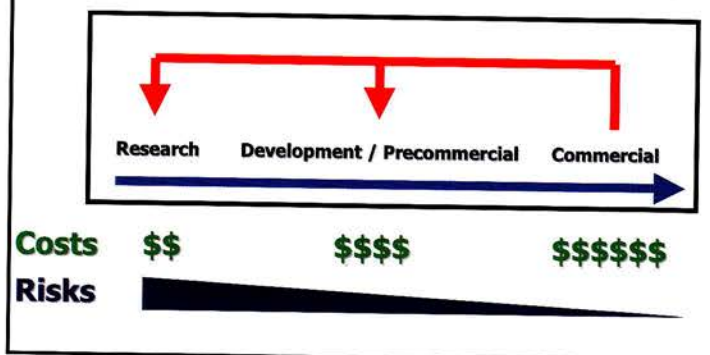 Research Development / Precommercial Commercial
Costs $$ $$$$ $$$$$$
Risks